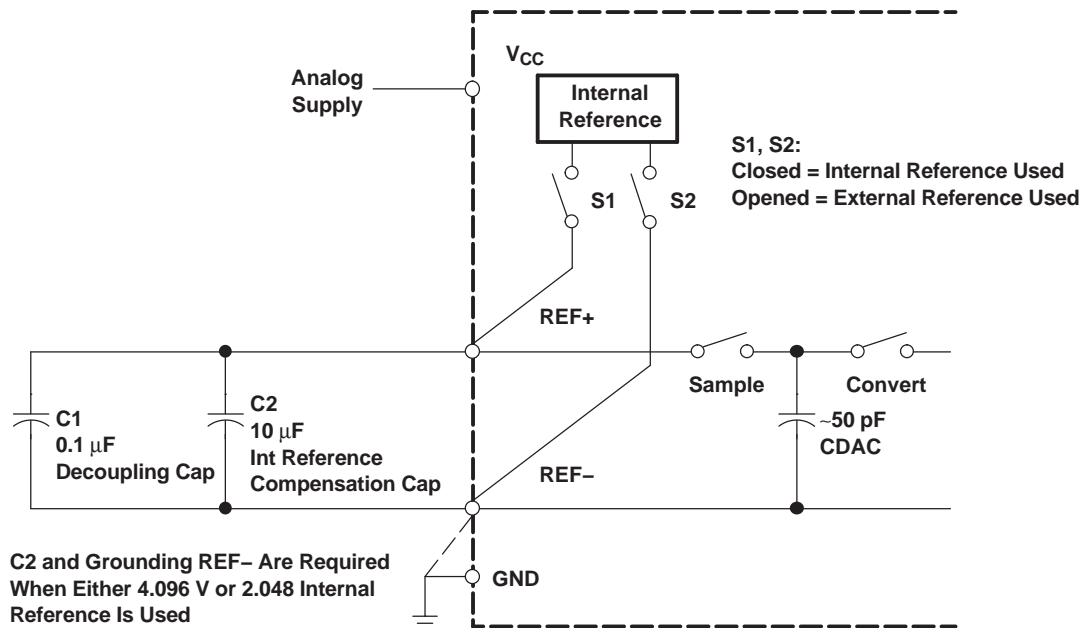 VCC
Analog
Supply
Internal
Reference
S1, S2:
Closed = Internal Reference Used
Opened = External Reference Used
S1
S2
REF+
Sample
Convert
C1
0.1 μF
Decoupling Cap
C2
10 μF
Int Reference
Compensation Cap
~50 pF
CDAC
REF−
C2 and Grounding REF− Are Required
When Either 4.096 V or 2.048 Internal
Reference Is Used
GND